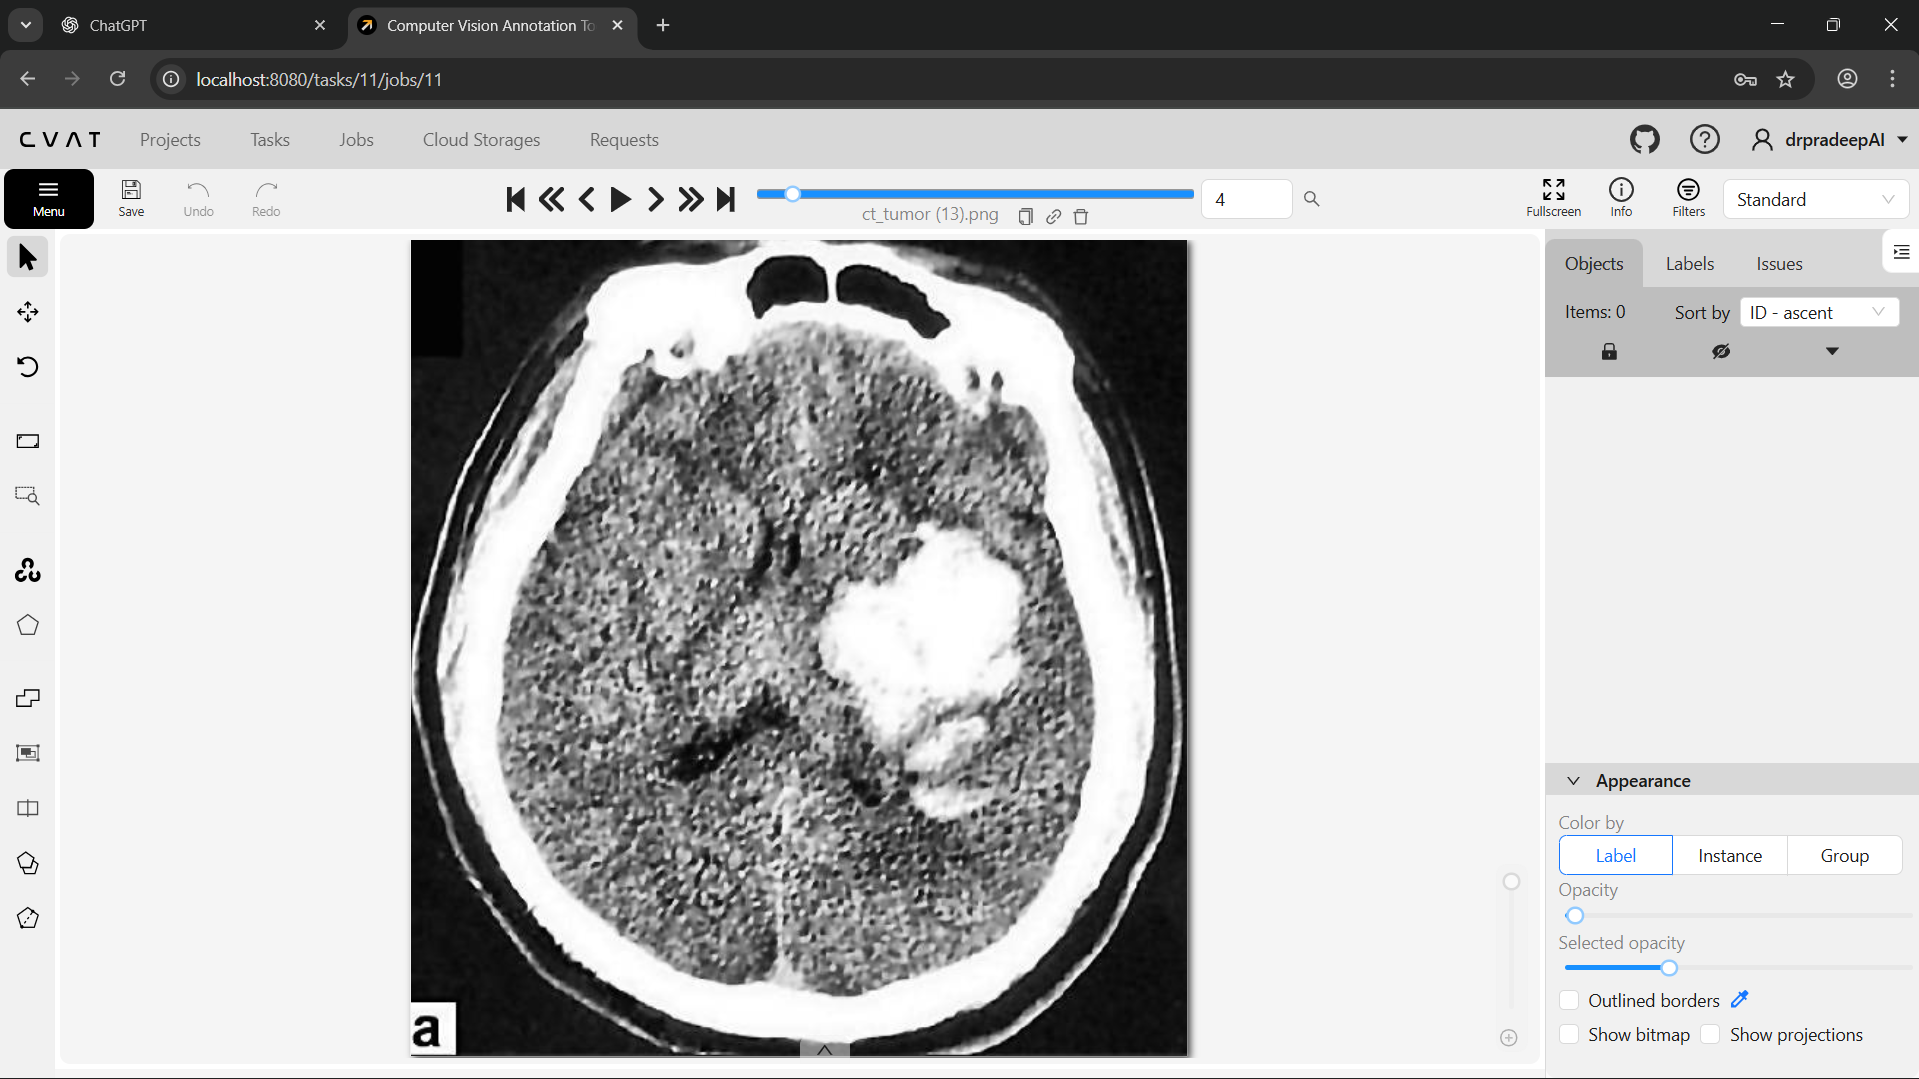 ChatGPT
Computer Vision Annotation To
localhost:8080/tasks/11/jobs/11
CVAT
Projects
Tasks
Jobs
Cloud Storages
Requests
drpradeepAI
Menu
Save
Undo
Redo
ct_tumor (13).png
4
Fullscreen
Info
Filters
Standard
Objects
Labels
Issues
Items: 0
Sort by
ID - ascent
a
Appearance
Color by
Label
Instance
Group
Opacity
Selected opacity
Outlined borders
Show bitmap
Show projections